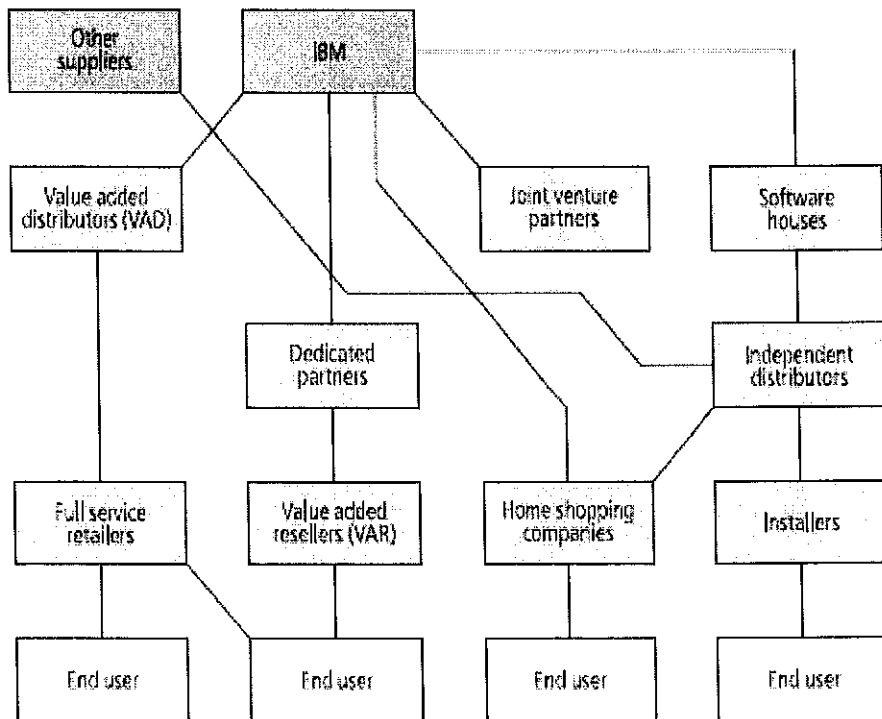 Other
suppliers
IBM
Value added
distributors (VAD)
Joint venture
partners
Software
houses
Dedicated
partners
Independent
distributors
Full service
retailers
Value added
resellers (VAR)
Home shopping
companies
Installers
End user
End user
End user
End user